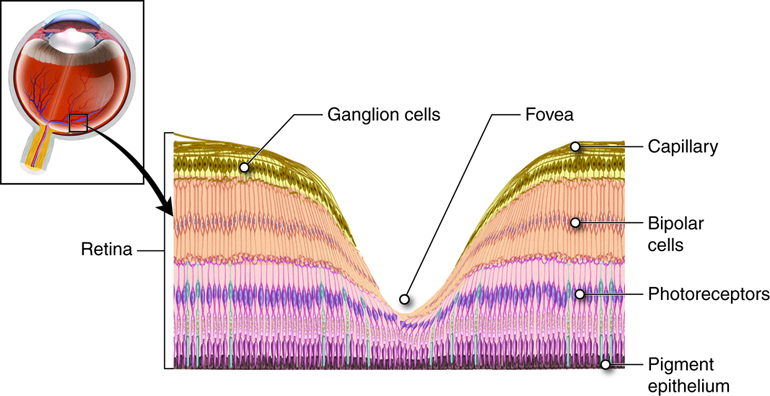 Ganglion cells
Fovea
Capillary
Bipolar
cells
Retina
Photoreceptors
Pigment
epithelium